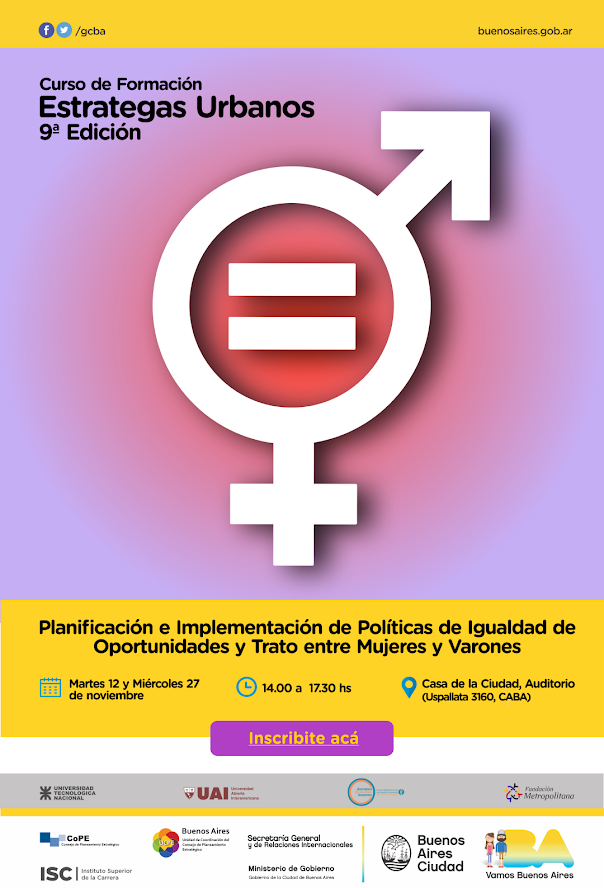 /gcba
buenosaires.gob.ar
Curso de Formación
Estrategas Urbanos
9ª Edición
Planificación e Implementación de Políticas de Igualdad de
Oportunidades y Trato entre Mujeres y Varones
Martes 12 y Miércoles 27
de noviembre
14.00 a 17.30 hs
Casa de la Ciudad, Auditorio
(Uspallata 3160, CABA)
Inscribite acá
UNIVERSIDAD
TECNOLÓGICA
NACIONAL
UAI
Universidad
Abierta
Interamericana
Fundación
Metropolitana
CoPE
Consejo de Planeamiento Estratégico
UCCPE
Buenos Aires
Unidad de Coordinación del
Consejo de Planeamiento
Estratégico
Secretaría General
y de Relaciones Internacionales
Ministerio de Gobierno
Gobierno de la Ciudad de Buenos Aires
Buenos
Aires
Ciudad
BA
Vamos Buenos Aires
ISC
Instituto Superior
de la Carrera